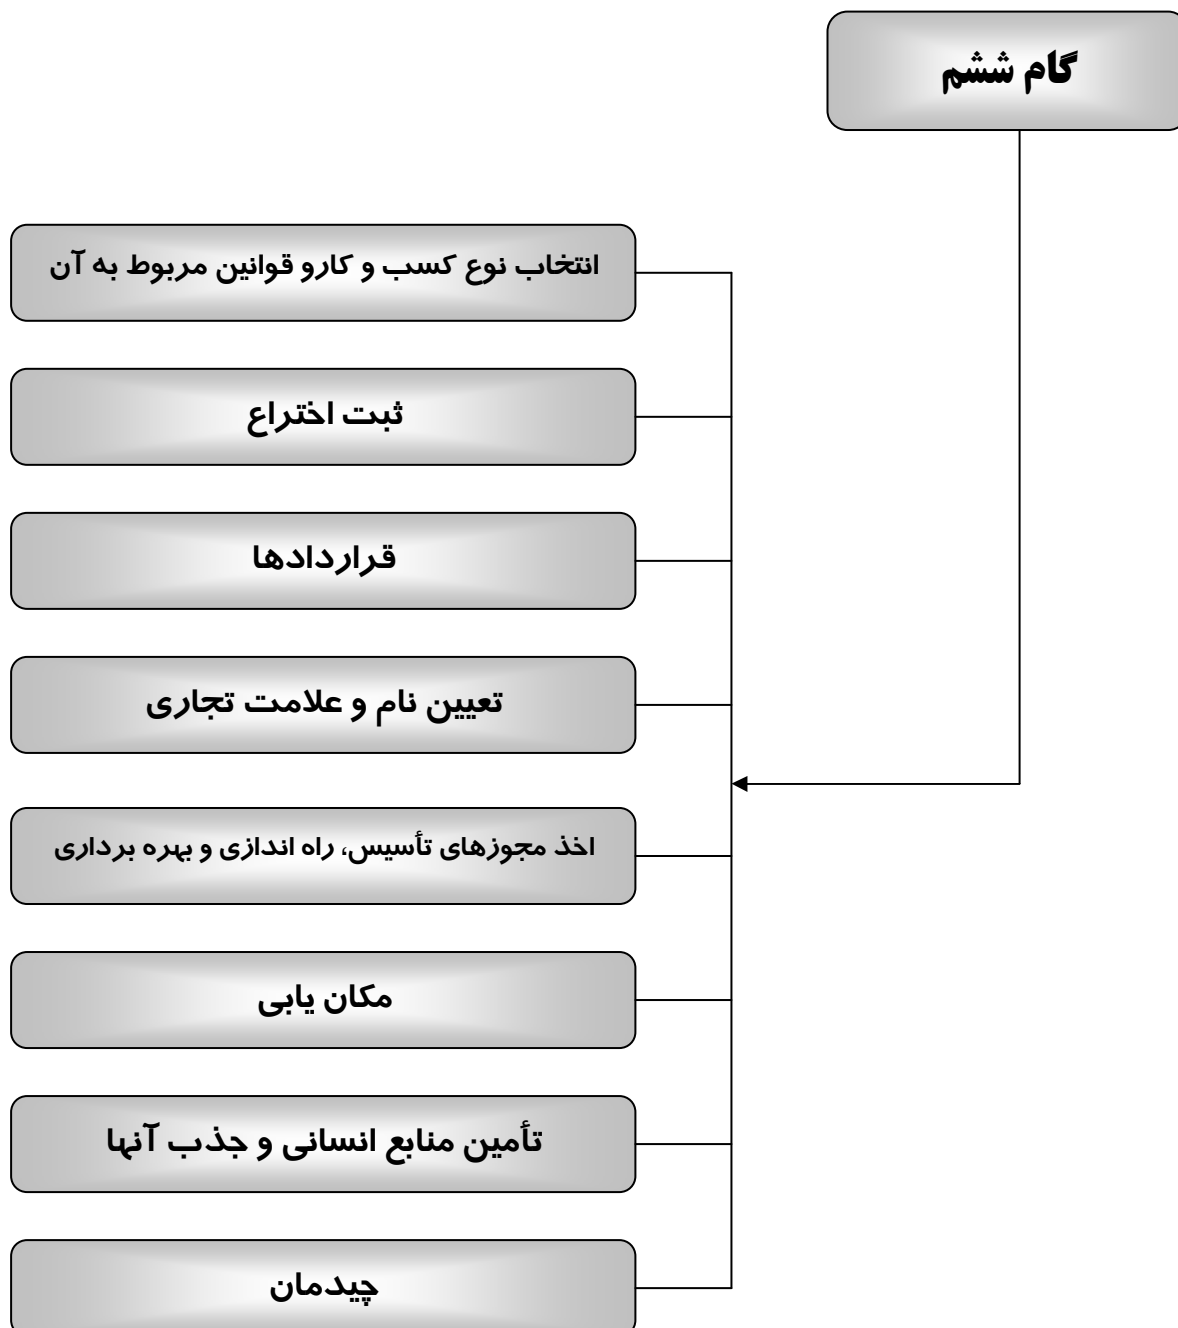 گام ششم
انتخاب نوع کسب و کارو قوانین مربوط به آن
ثبت اختراع
قراردادها
تعیین نام و علامت تجاری
اخذ مجوزهای تأسیس، راه اندازی و بهره برداری
مکان یابی
تأمین منابع انسانی و جذب آنها
چیدمان